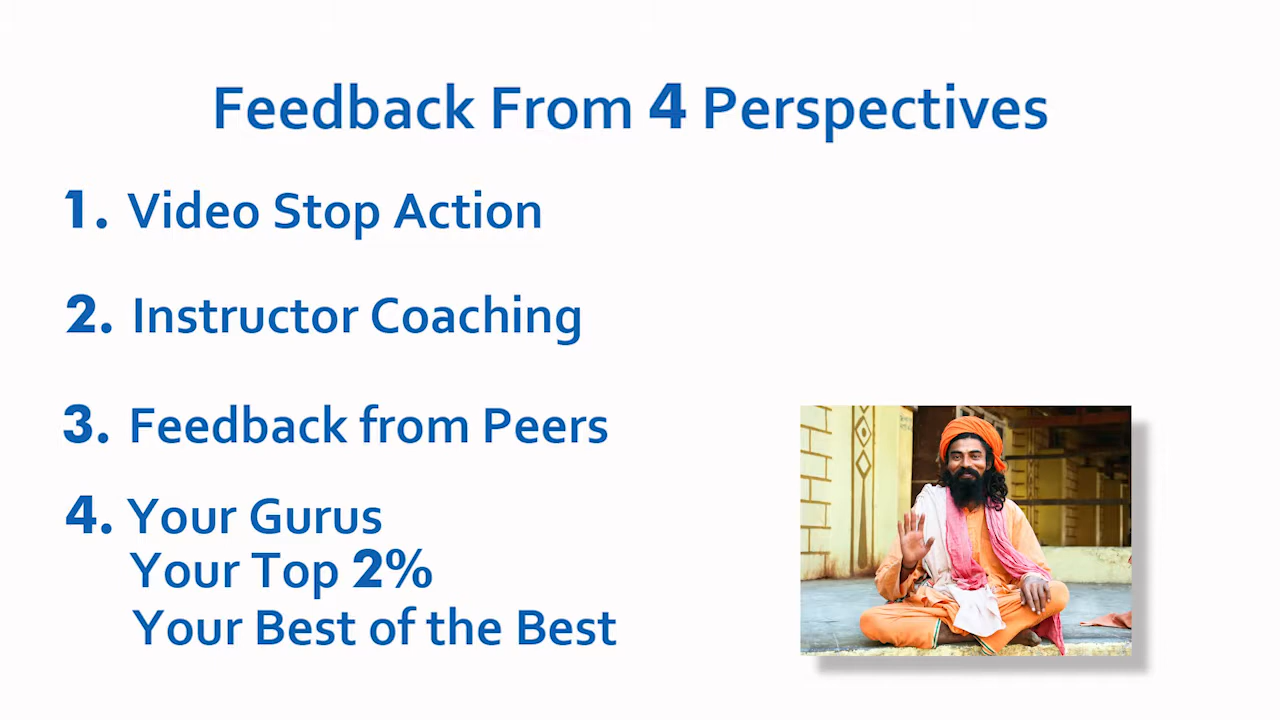 Feedback From 4 Perspectives
1. Video Stop Action
2. Instructor Coaching
3. Feedback from Peers
4. Your Gurus
Your Top 2%
Your Best of the Best